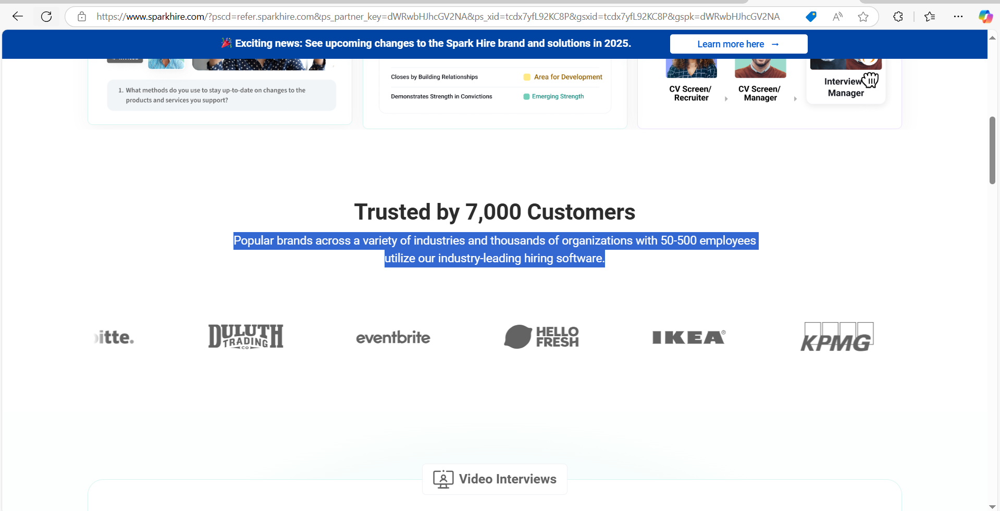 https://www.sparkhire.com/?pscd=refer.sparkhire.com&ps_partner_key=dWRwbHJhcGV2NA&ps_xid=tcdx7yfL92KC8P&gsxid=tcdx7yfL92KC8P&gspk=dWRwbHJhcGV2NA
🎉 Exciting news: See upcoming changes to the Spark Hire brand and solutions in 2025.
Learn more here →
1. What methods do you use to stay up-to-date on changes to the
products and services you support?
Closes by Building Relationships
Area for Development
Demonstrates Strength in Convictions
Emerging Strength
CV Screen/
Recruiter
CV Screen/
Manager
Interview
Manager
Trusted by 7,000 Customers
Popular brands across a variety of industries and thousands of organizations with 50-500 employees
utilize our industry-leading hiring software.
itte.
DULUTH
TRADING
CO
eventbrite
HELLO
FRESH
IKEA®
KPMG
Video Interviews